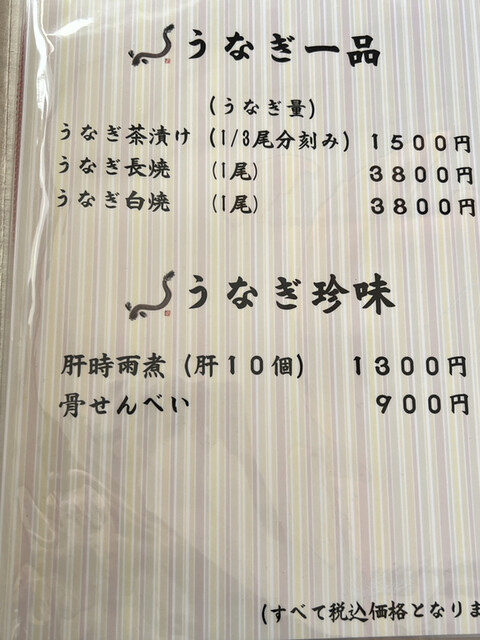 うなぎ一品
(うなぎ量)
うなぎ茶漬け (1/3尾分刻み) 1500円
うなぎ長焼 (1尾) 3800円
うなぎ白焼 (1尾) 3800円
うなぎ珍味
肝時雨煮 (肝10個) 1300円
骨せんべい 900円
(すべて税込価格となりま